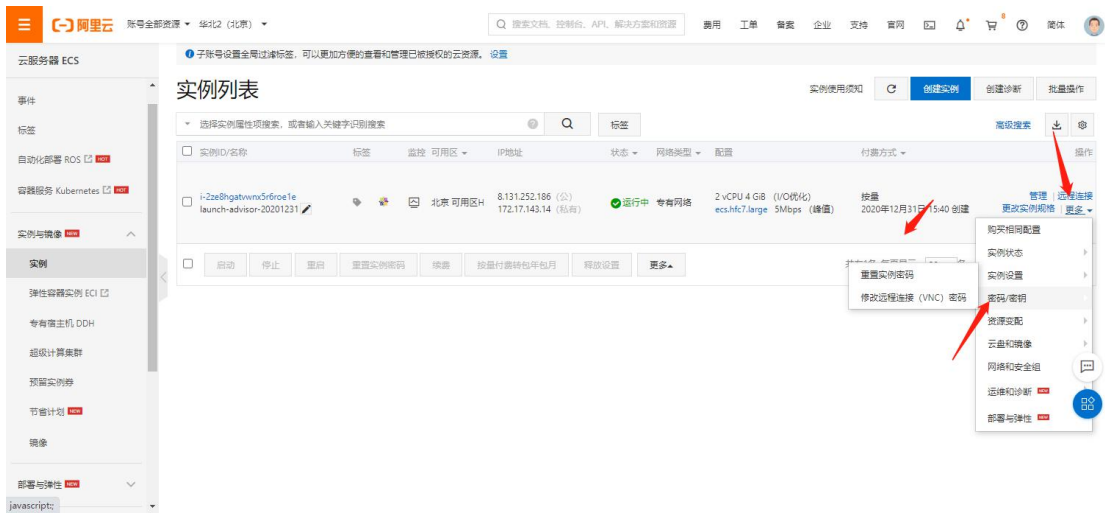 阿里云 账号全部资源 华北2（北京） 搜索文档、控制台、API、解决方案和资源 费用 工单 备案 企业 支持 官网 8 简体
云服务器 ECS
子账号设置全局过滤标签，可以更加方便的查看和管理已被授权的云资源。 设置
实例列表 实例使用须知 创建实例 创建诊断 批量操作
事件
选择实例属性项搜索，或者输入关键字识别搜索 标签 高级搜索
标签
实例ID/名称 标签 监控 可用区 IP地址 状态 网络类型 配置 付费方式 操作
自动化部署 ROS HOT
容器服务 Kubernetes HOT
i-2ze8hgatvwnx5r6roe1e 北京 可用区H 8.131.252.186（公） 运行中 专有网络 2 vCPU 4 GiB （I/O优化） 按量 管理 远程连接
launch-advisor-20201231 172.17.143.14（私有） ecs.hfc7.large 5Mbps （峰值） 2020年12月31日 15:40 创建 更改实例规格 更多
实例与镜像 NEW
购买相同配置
实例状态
实例设置
密码/密钥
资源变配
云盘和镜像
网络和安全组
运维和诊断 NEW
部署与弹性 NEW
重置实例密码
修改远程连接（VNC）密码
启动 停止 重启 重置实例密码 续费 按量付费转包年包月 释放设置 更多
实例
弹性容器实例 ECI
专有宿主机 DDH
超级计算集群
预留实例券
节省计划 NEW
镜像
部署与弹性 NEW
javascript:;